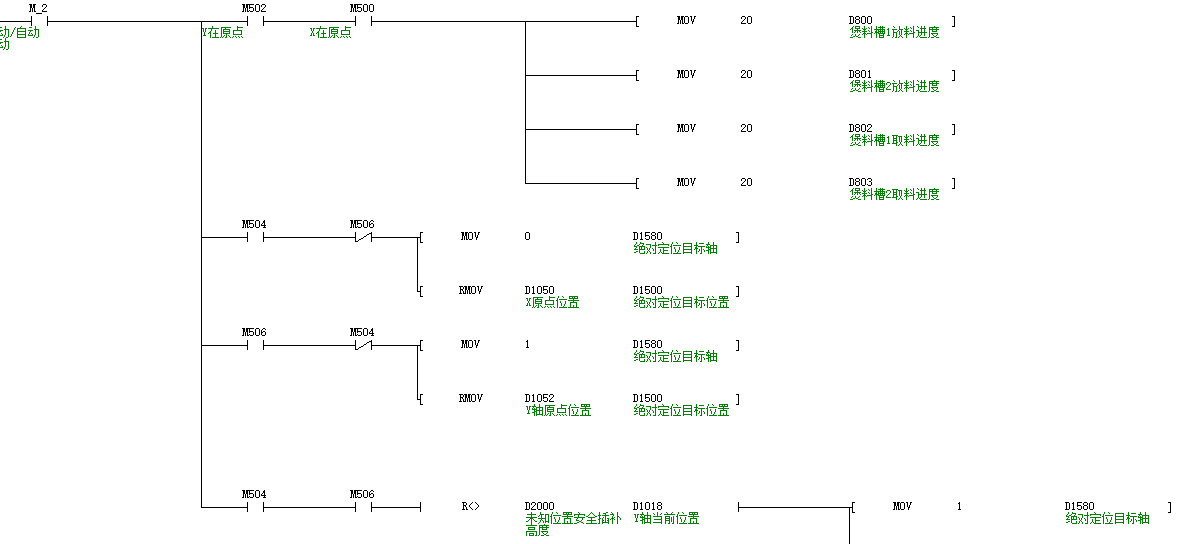 M_2 M502 M500 MOV 20 D800
动/自动 Y在原点 X在原点 煲料槽1放料进度
动
MOV 20 D801
煲料槽2放料进度
MOV 20 D802
煲料槽1取料进度
MOV 20 D803
煲料槽2取料进度
M504 M506 MOV 0 D1580
绝对定位目标轴
RMOV D1050 D1500
X原点位置 绝对定位目标位置
M506 M504 MOV 1 D1580
绝对定位目标轴
RMOV D1052 D1500
Y轴原点位置 绝对定位目标位置
M504 M506 R<> D2000 D1018 MOV 1 D1580
未知位置安全插补 Y轴当前位置 绝对定位目标轴
高度